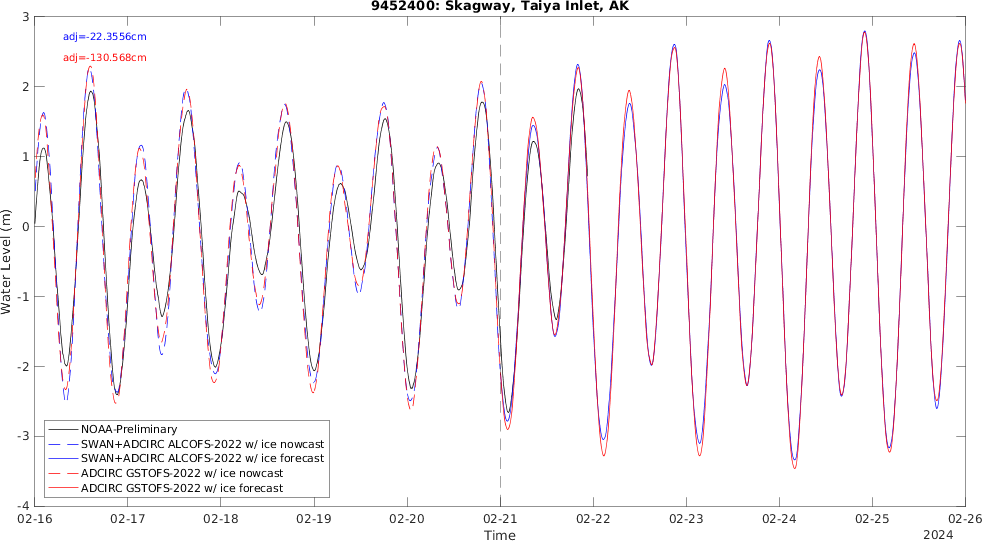 9452400: Skagway, Taiya Inlet, AK
adj=-22.3556cm
adj=-130.568cm
3
2
1
0
-1
-2
-3
-4
Water Level (m)
NOAA-Preliminary
SWAN+ADCIRC ALCOFS-2022 w/ ice nowcast
SWAN+ADCIRC ALCOFS-2022 w/ ice forecast
ADCIRC GSTOFS-2022 w/ ice nowcast
ADCIRC GSTOFS-2022 w/ ice forecast
02-16 02-17 02-18 02-19 02-20 02-21 02-22 02-23 02-24 02-25 02-26
Time
2024